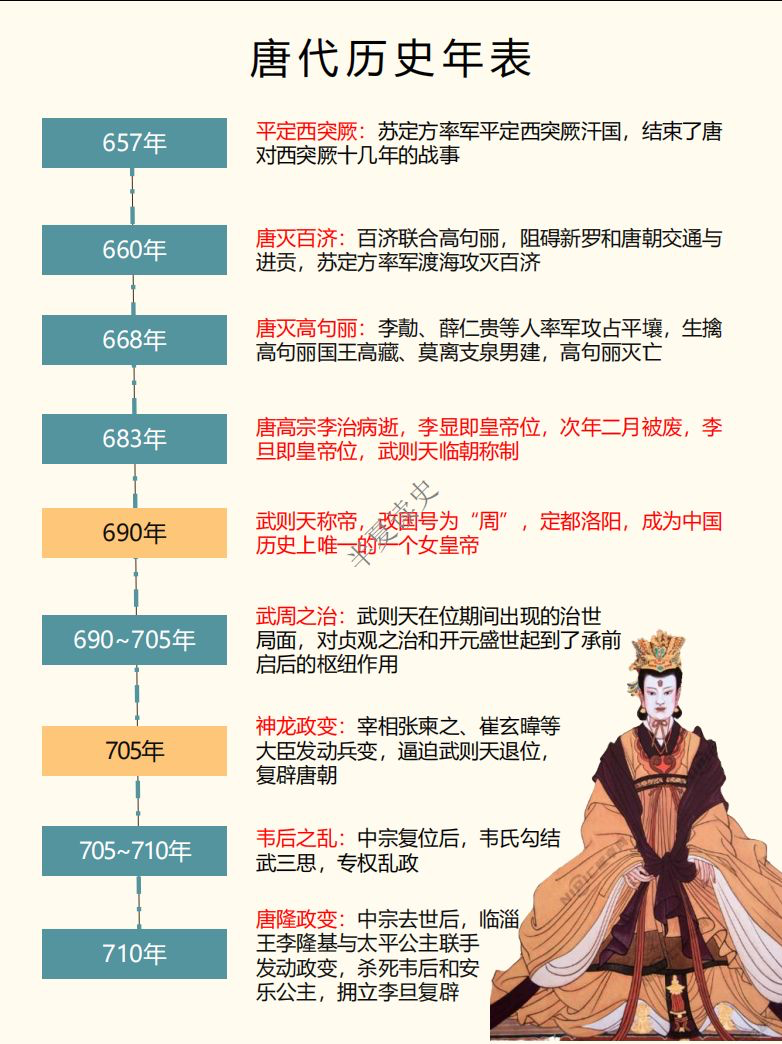 唐代历史年表
657年
平定西突厥：苏定方率军平定西突厥汗国，结束了唐
对西突厥十几年的战事
660年
唐灭百济：百济联合高句丽，阻碍新罗和唐朝交通与
进贡，苏定方率军渡海攻灭百济
668年
唐灭高句丽：李勣、薛仁贵等人率军攻占平壤，生擒
高句丽国王高藏、莫离支泉男建，高句丽灭亡
683年
唐高宗李治病逝，李显即皇帝位，次年二月被废，李
旦即皇帝位，武则天临朝称制
690年
武则天称帝，改国号为“周”，定都洛阳，成为中国
历史上唯一的一个女皇帝
半夏读史
690~705年
武周之治：武则天在位期间出现的治世
局面，对贞观之治和开元盛世起到了承前
启后的枢纽作用
705年
神龙政变：宰相张柬之、崔玄暐等
大臣发动兵变，逼迫武则天退位，
复辟唐朝
705~710年
韦后之乱：中宗复位后，韦氏勾结
武三思，专权乱政
710年
唐隆政变：中宗去世后，临淄
王李隆基与太平公主联手
发动政变，杀死韦后和安
乐公主，拥立李旦复辟